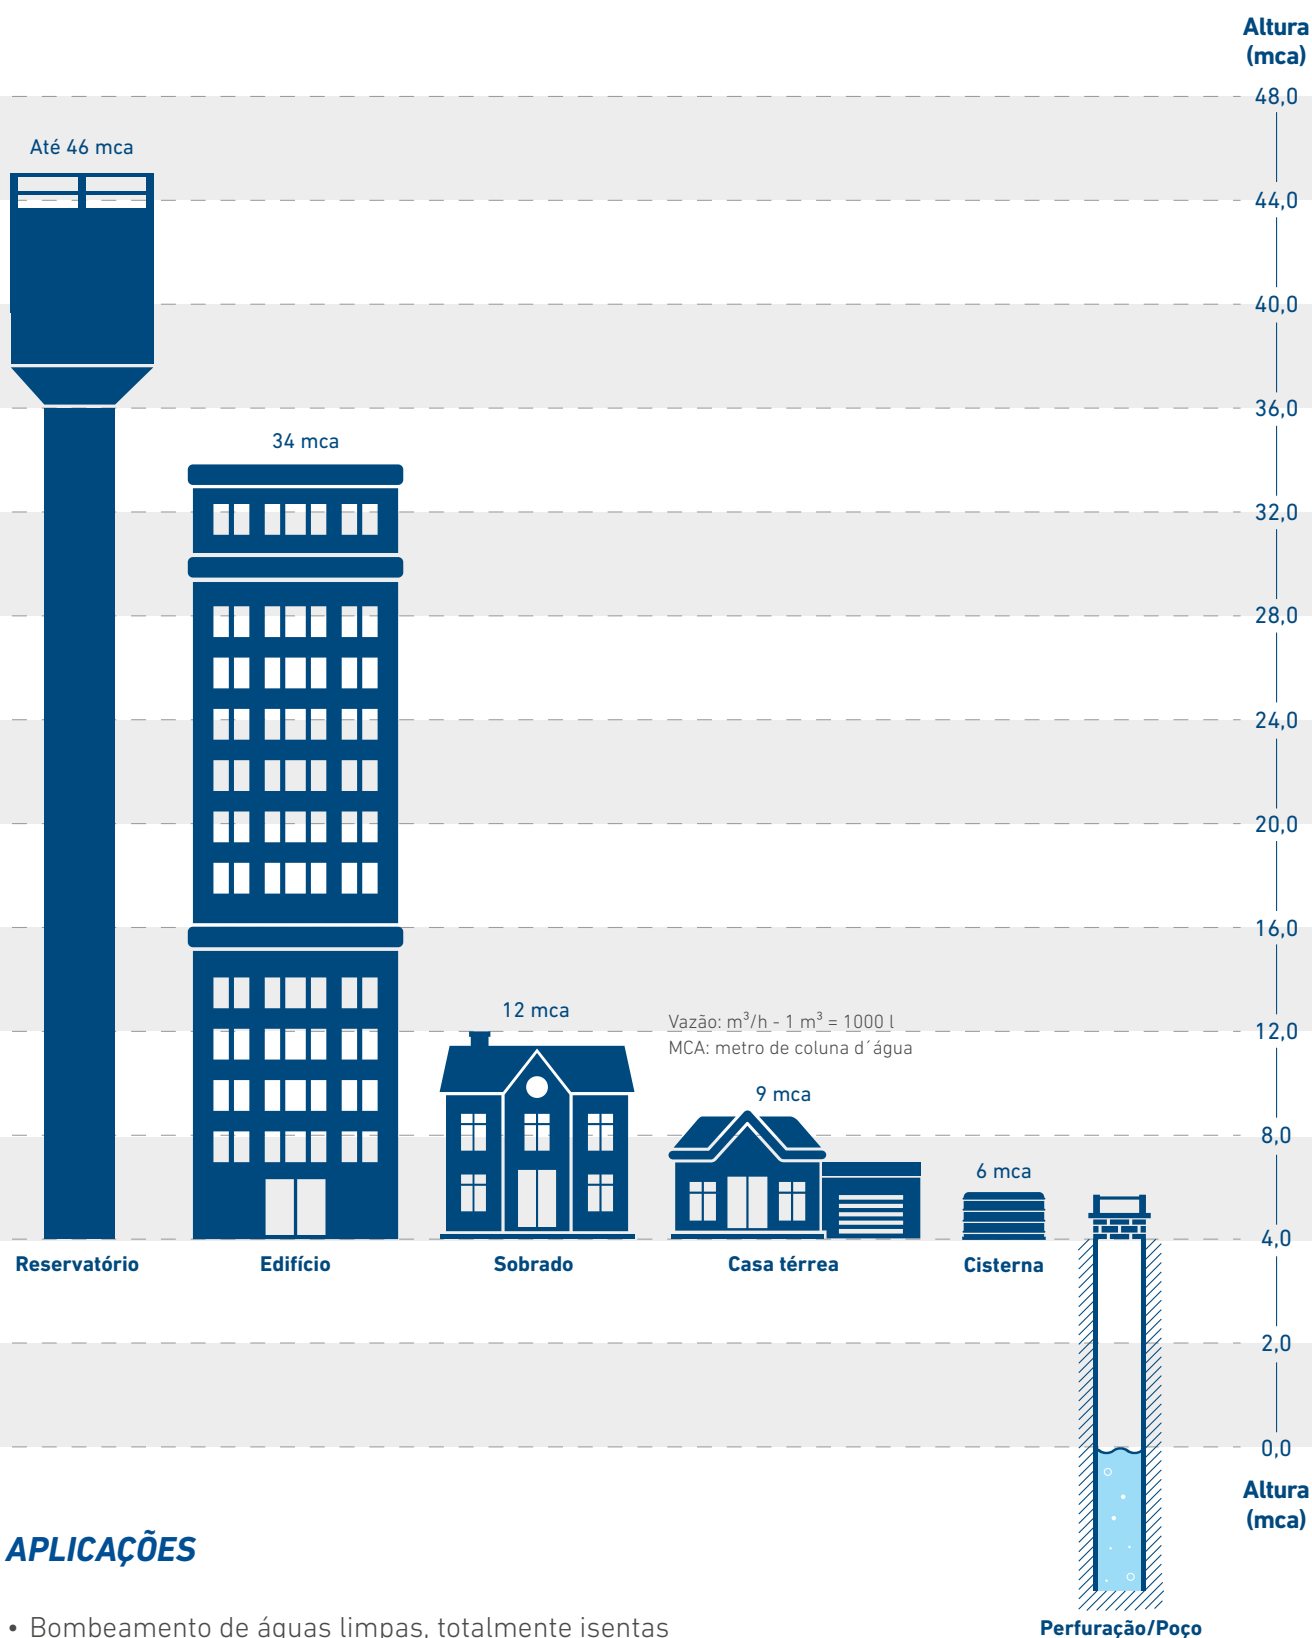 Altura
(mca)
48,0
Até 46 mca
44,0
40,0
36,0
34 mca
32,0
28,0
24,0
20,0
16,0
12 mca
Vazão: m³/h - 1 m³ = 1000 l
12,0
MCA: metro de coluna d´água
9 mca
8,0
6 mca
4,0
Reservatório
Edifício
Sobrado
Casa térrea
Cisterna
2,0
0,0
Altura
(mca)
APLICAÇÕES
• Bombeamento de águas limpas, totalmente isentas
Perfuração/Poço